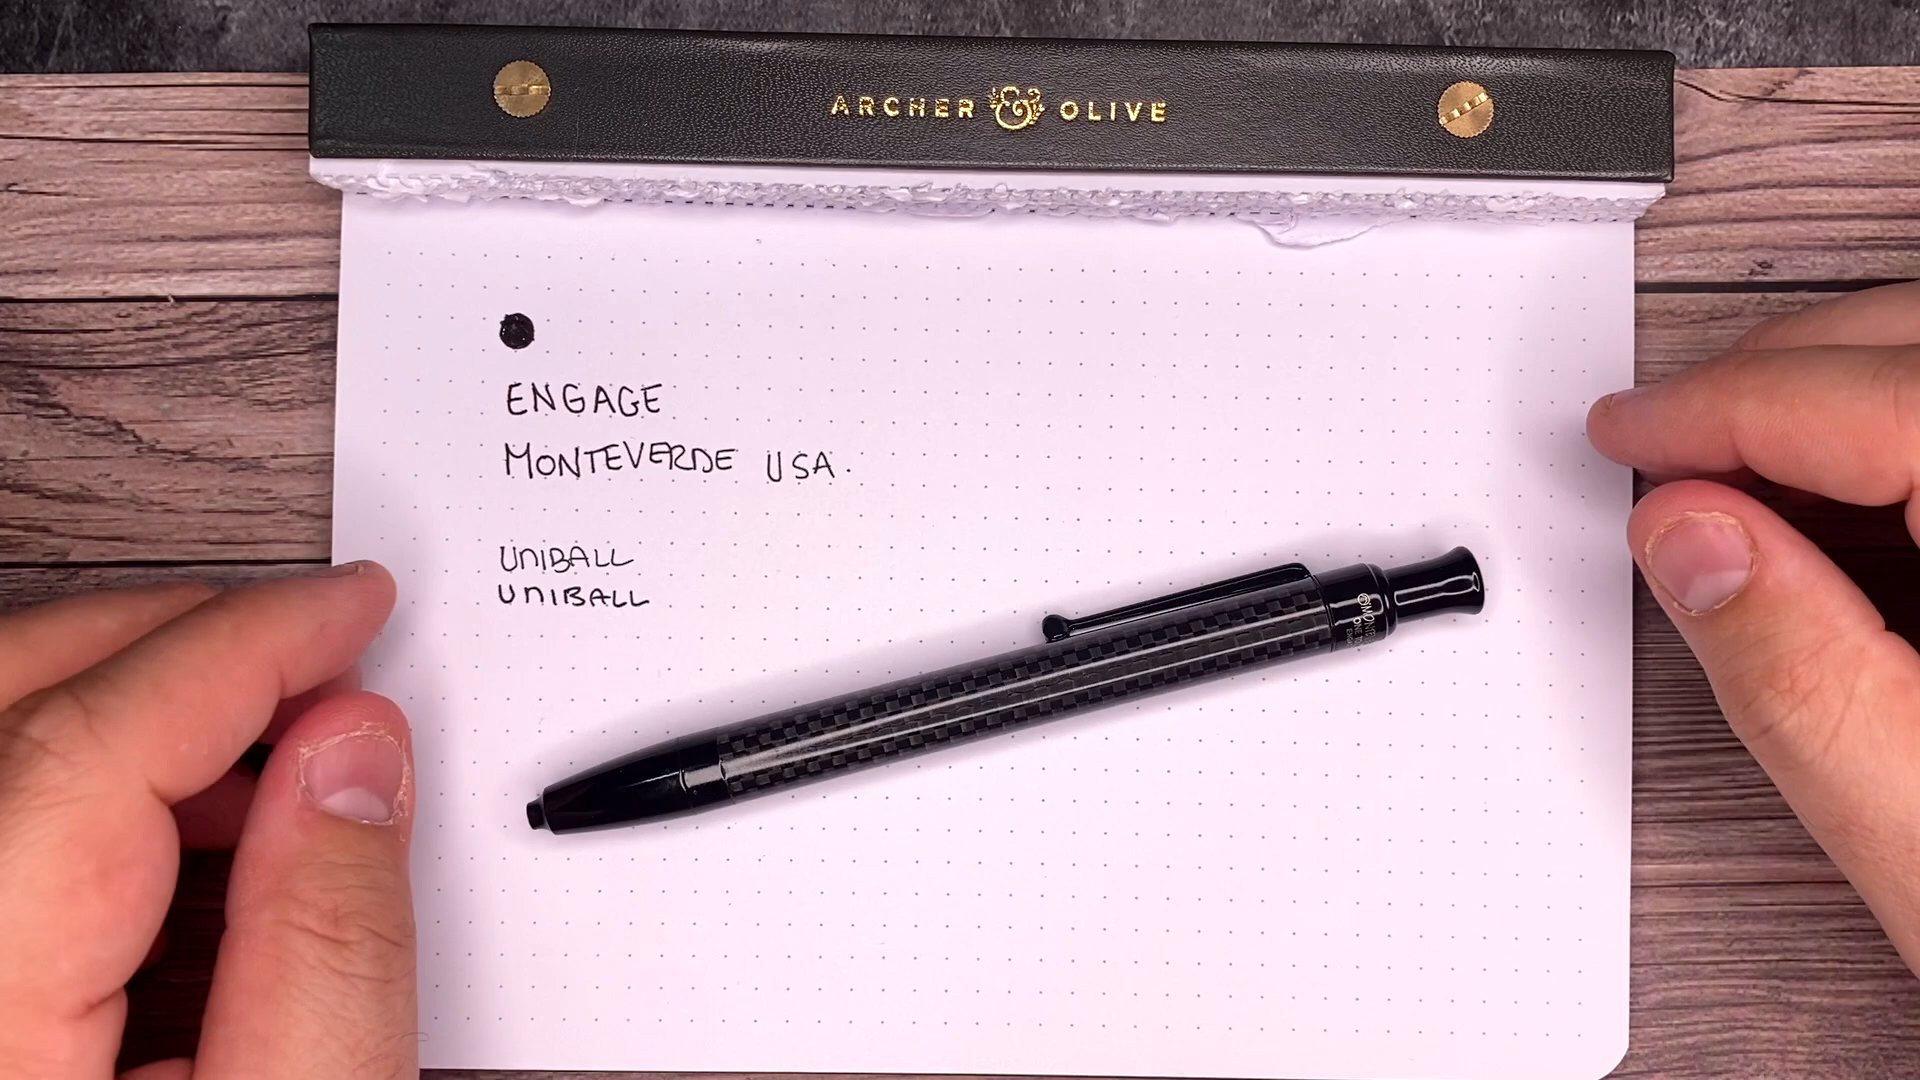 ARCHER & OLIVE
ENGAGE
MONTEVERDE USA.
UNIBALL
UNIBALL